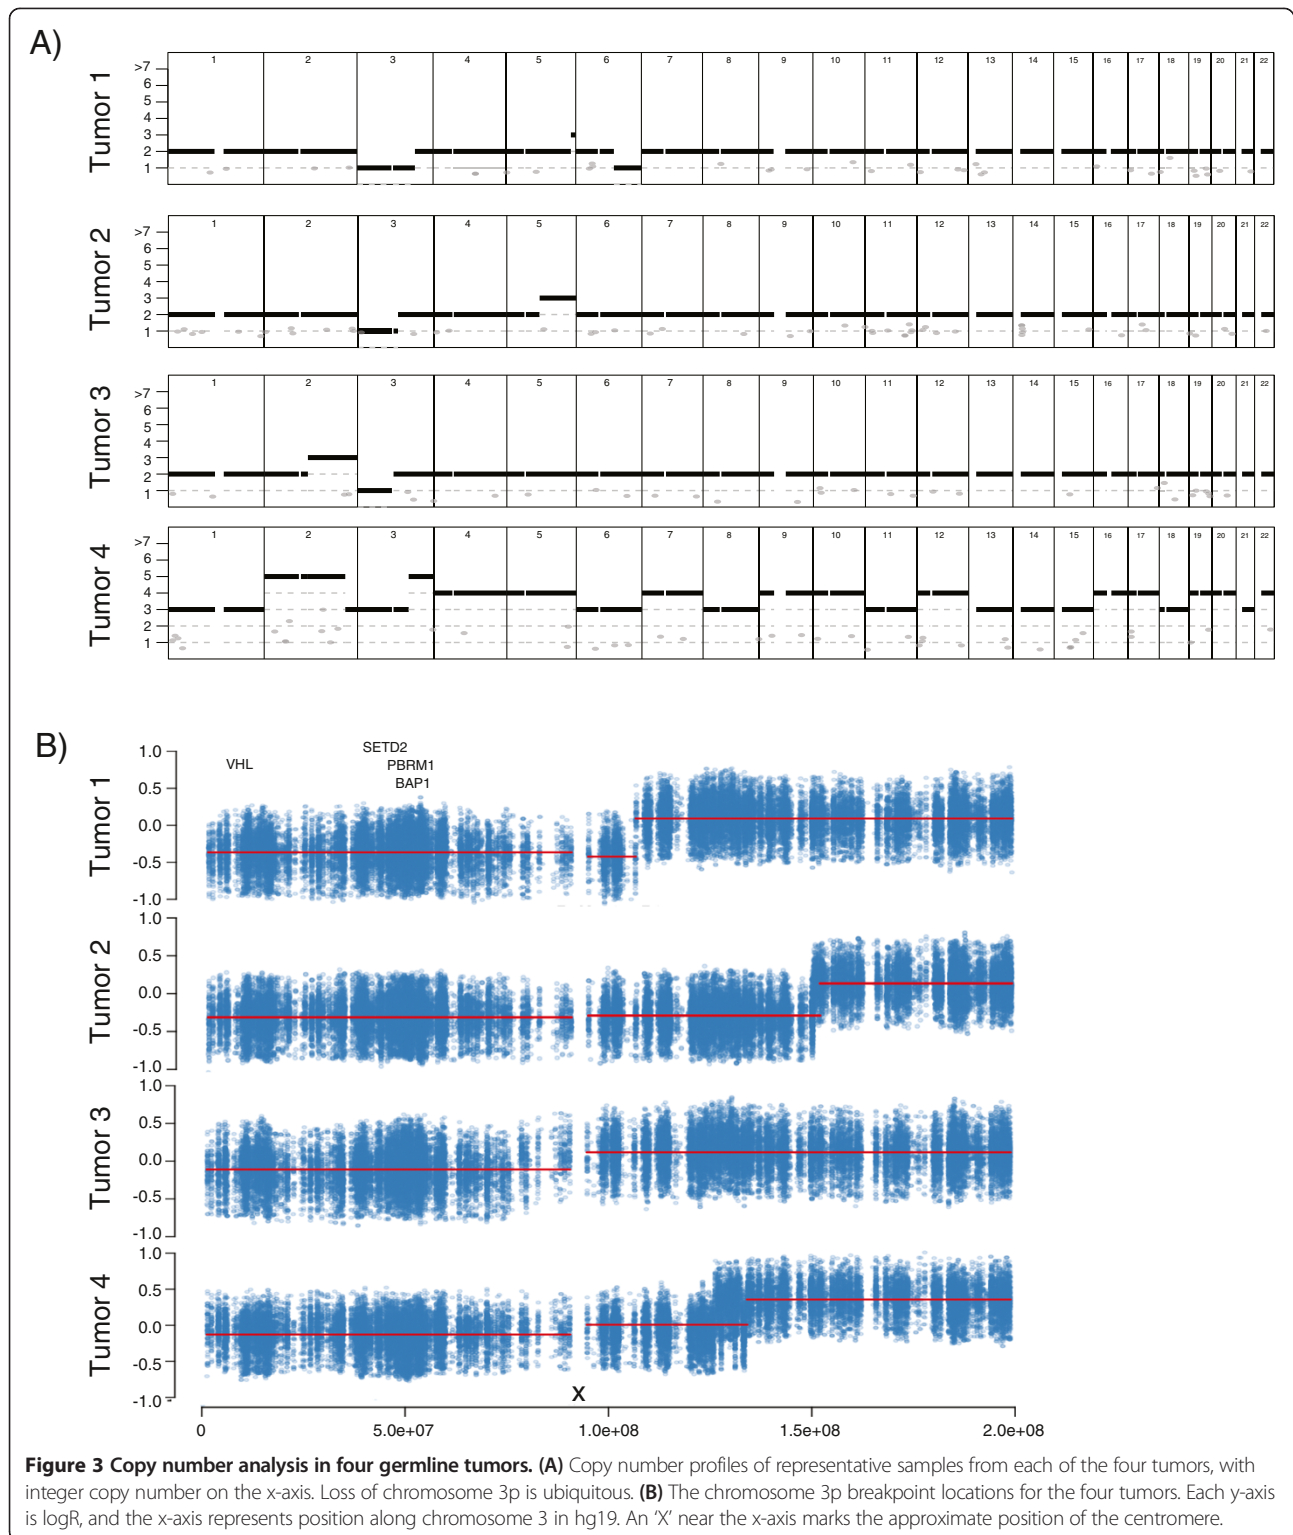 A)
Tumor 1
>7
6
5
4
3
2
1
1 2 3 4 5 6 7 8 9 10 11 12 13 14 15 16 17 18 19 20 21 22
Tumor 2
>7
6
5
4
3
2
1
1 2 3 4 5 6 7 8 9 10 11 12 13 14 15 16 17 18 19 20 21 22
Tumor 3
>7
6
5
4
3
2
1
1 2 3 4 5 6 7 8 9 10 11 12 13 14 15 16 17 18 19 20 21 22
Tumor 4
>7
6
5
4
3
2
1
1 2 3 4 5 6 7 8 9 10 11 12 13 14 15 16 17 18 19 20 21 22
B)
Tumor 1
1.0
0.5
0.0
-0.5
-1.0
VHL
SETD2
PBRM1
BAP1
Tumor 2
1.0
0.5
0.0
-0.5
-1.0
Tumor 3
1.0
0.5
0.0
-0.5
-1.0
Tumor 4
1.0
0.5
0.0
-0.5
-1.0
X
0 5.0e+07 1.0e+08 1.5e+08 2.0e+08
Figure 3 Copy number analysis in four germline tumors. (A) Copy number profiles of representative samples from each of the four tumors, with
integer copy number on the x-axis. Loss of chromosome 3p is ubiquitous. (B) The chromosome 3p breakpoint locations for the four tumors. Each y-axis
is logR, and the x-axis represents position along chromosome 3 in hg19. An ‘X’ near the x-axis marks the approximate position of the centromere.